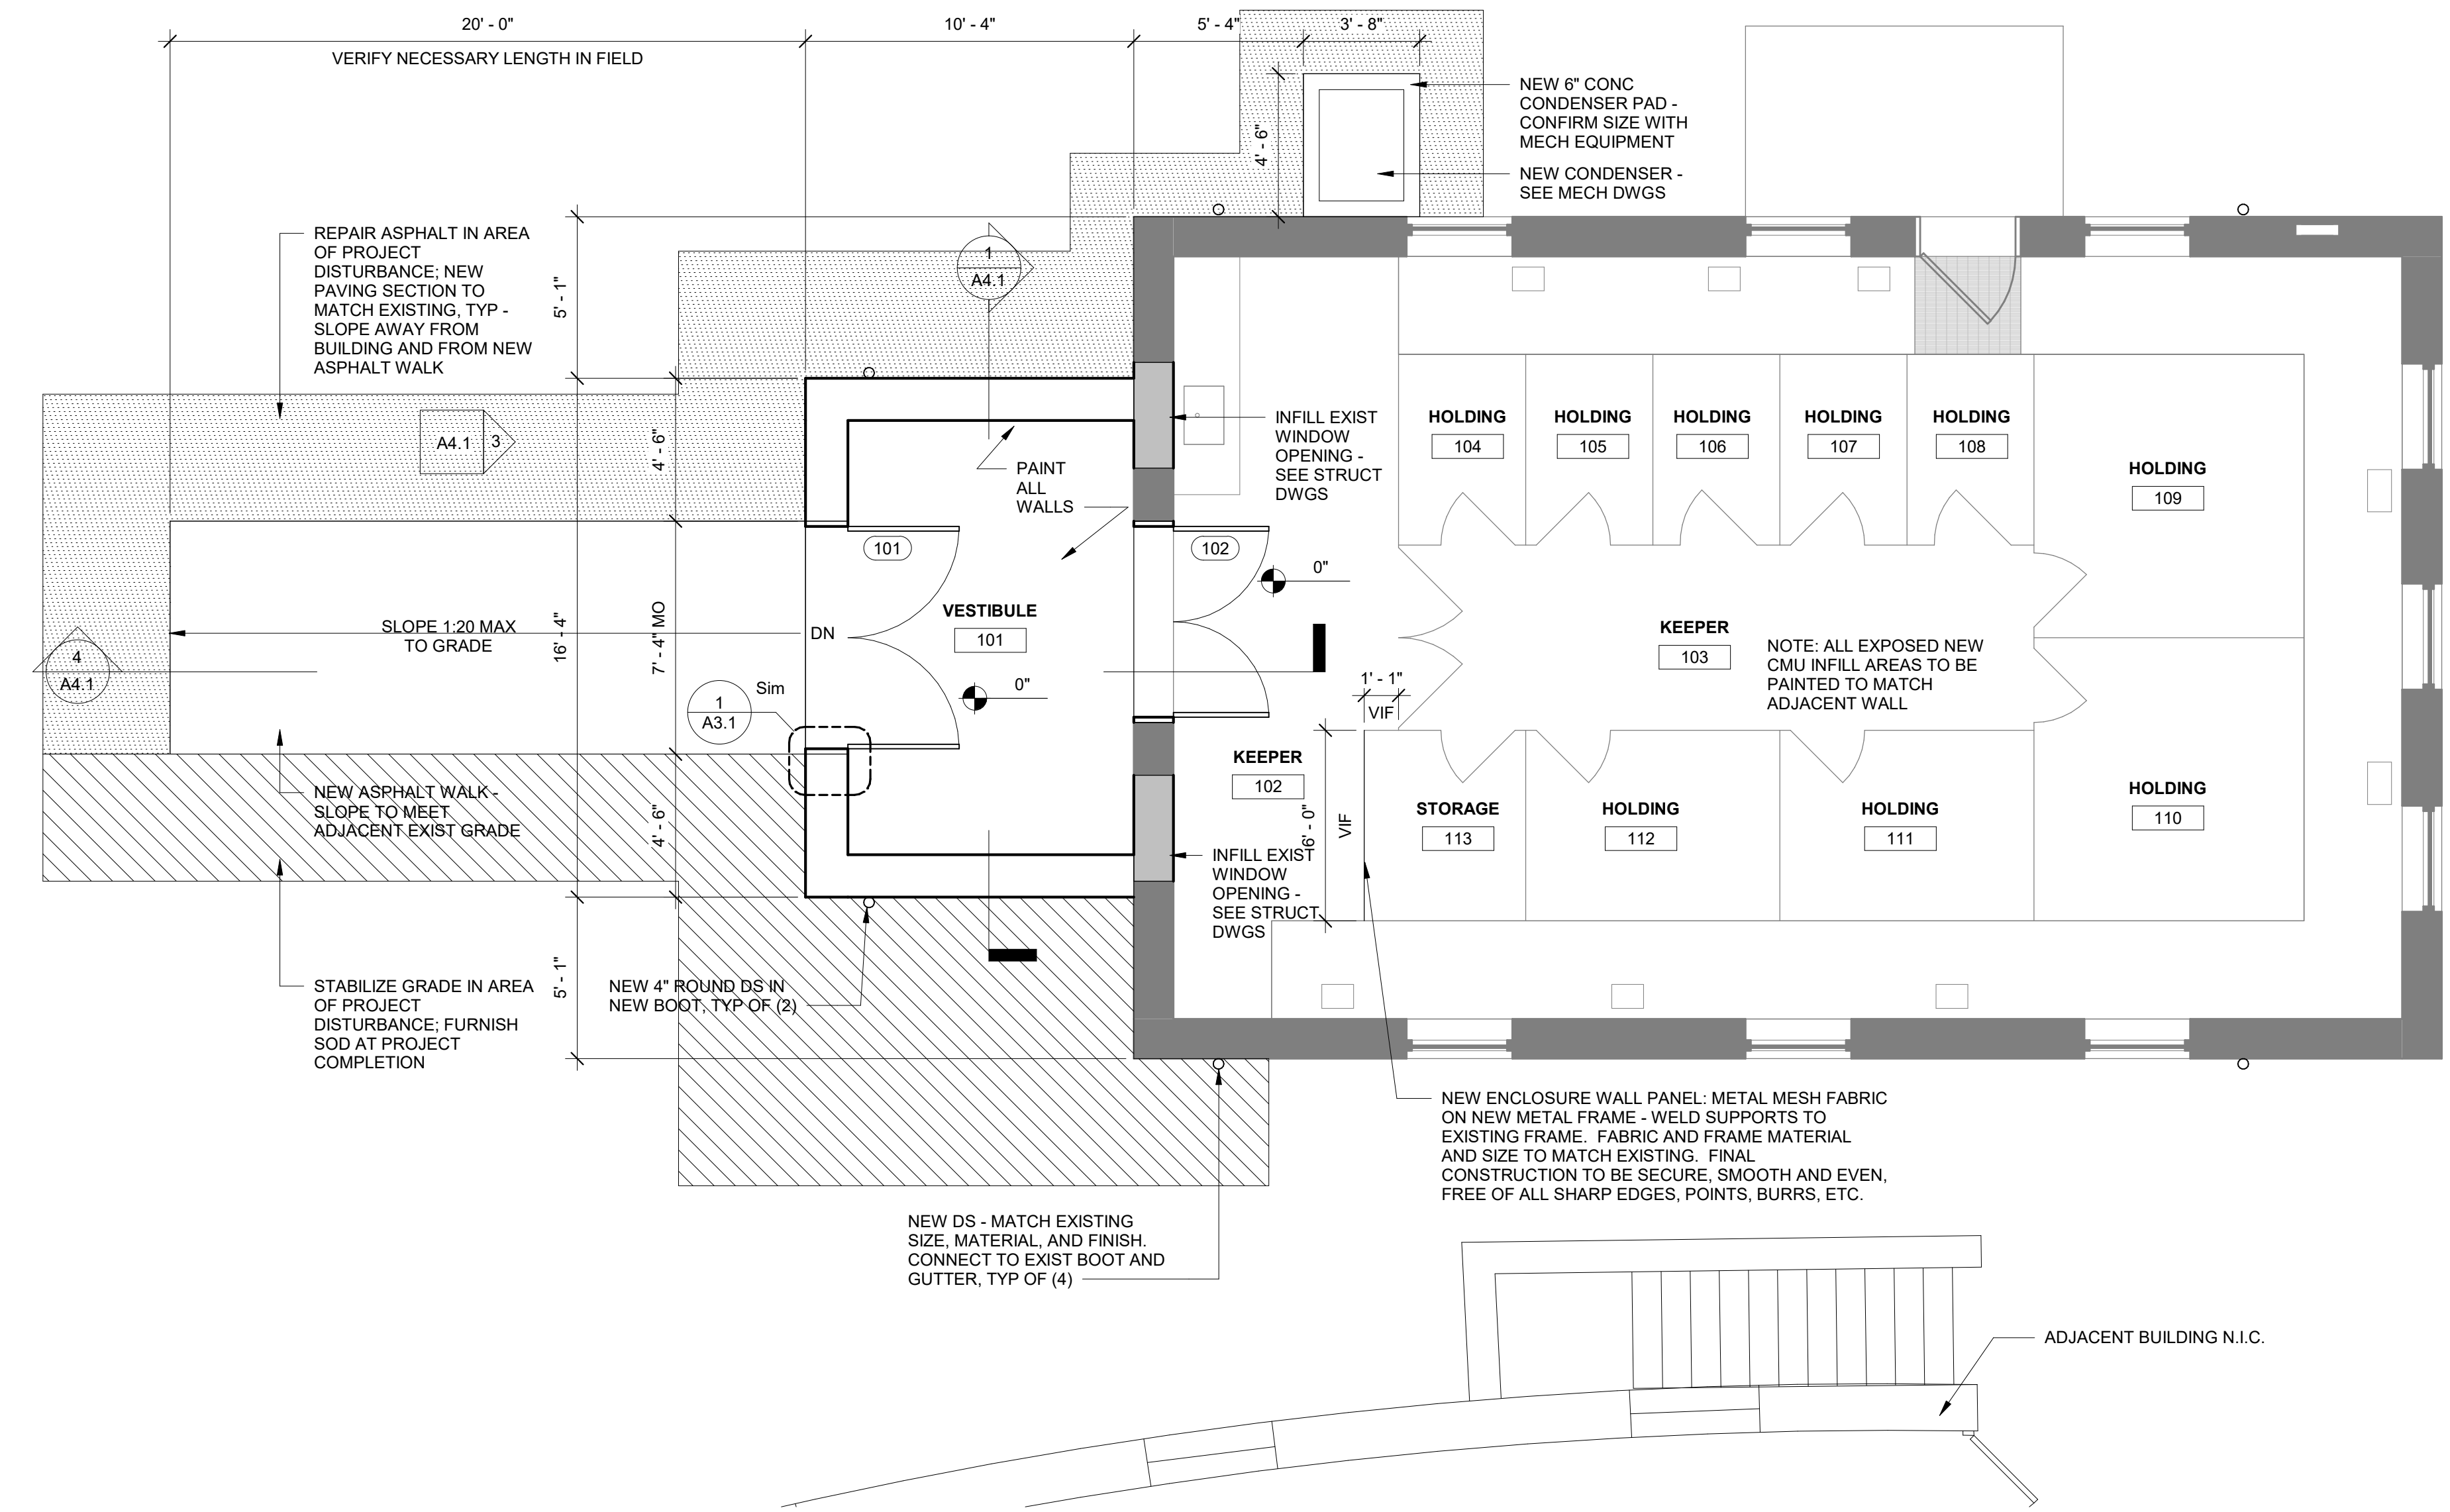 20' - 0"
10' - 4"
5' - 4"
3' - 8"
VERIFY NECESSARY LENGTH IN FIELD
4' - 6"
NEW 6" CONC
CONDENSER PAD -
CONFIRM SIZE WITH
MECH EQUIPMENT
NEW CONDENSER -
SEE MECH DWGS
REPAIR ASPHALT IN AREA
OF PROJECT
DISTURBANCE; NEW
PAVING SECTION TO
MATCH EXISTING, TYP -
SLOPE AWAY FROM
BUILDING AND FROM NEW
ASPHALT WALK
5' - 1"
1
A4.1
A4.1
3
4' - 6"
PAINT
ALL
WALLS
INFILL EXIST
WINDOW
OPENING -
SEE STRUCT
DWGS
HOLDING
104
HOLDING
105
HOLDING
106
HOLDING
107
HOLDING
108
HOLDING
109
101
102
0"
VESTIBULE
101
DN
SLOPE 1:20 MAX
TO GRADE
16' - 4"
7' - 4" MO
4
A4.1
1
A3.1
Sim
0"
KEEPER
103
NOTE: ALL EXPOSED NEW
CMU INFILL AREAS TO BE
PAINTED TO MATCH
ADJACENT WALL
1' - 1"
VIF
KEEPER
102
6' - 0"
VIF
STORAGE
113
HOLDING
112
HOLDING
111
HOLDING
110
NEW ASPHALT WALK -
SLOPE TO MEET
ADJACENT EXIST GRADE
4' - 6"
INFILL EXIST
WINDOW
OPENING -
SEE STRUCT
DWGS
STABILIZE GRADE IN AREA
OF PROJECT
DISTURBANCE; FURNISH
SOD AT PROJECT
COMPLETION
5' - 1"
NEW 4" ROUND DS IN
NEW BOOT, TYP OF (2)
NEW ENCLOSURE WALL PANEL: METAL MESH FABRIC
ON NEW METAL FRAME - WELD SUPPORTS TO
EXISTING FRAME.  FABRIC AND FRAME MATERIAL
AND SIZE TO MATCH EXISTING.  FINAL
CONSTRUCTION TO BE SECURE, SMOOTH AND EVEN,
FREE OF ALL SHARP EDGES, POINTS, BURRS, ETC.
NEW DS - MATCH EXISTING
SIZE, MATERIAL, AND FINISH.
CONNECT TO EXIST BOOT AND
GUTTER, TYP OF (4)
ADJACENT BUILDING N.I.C.